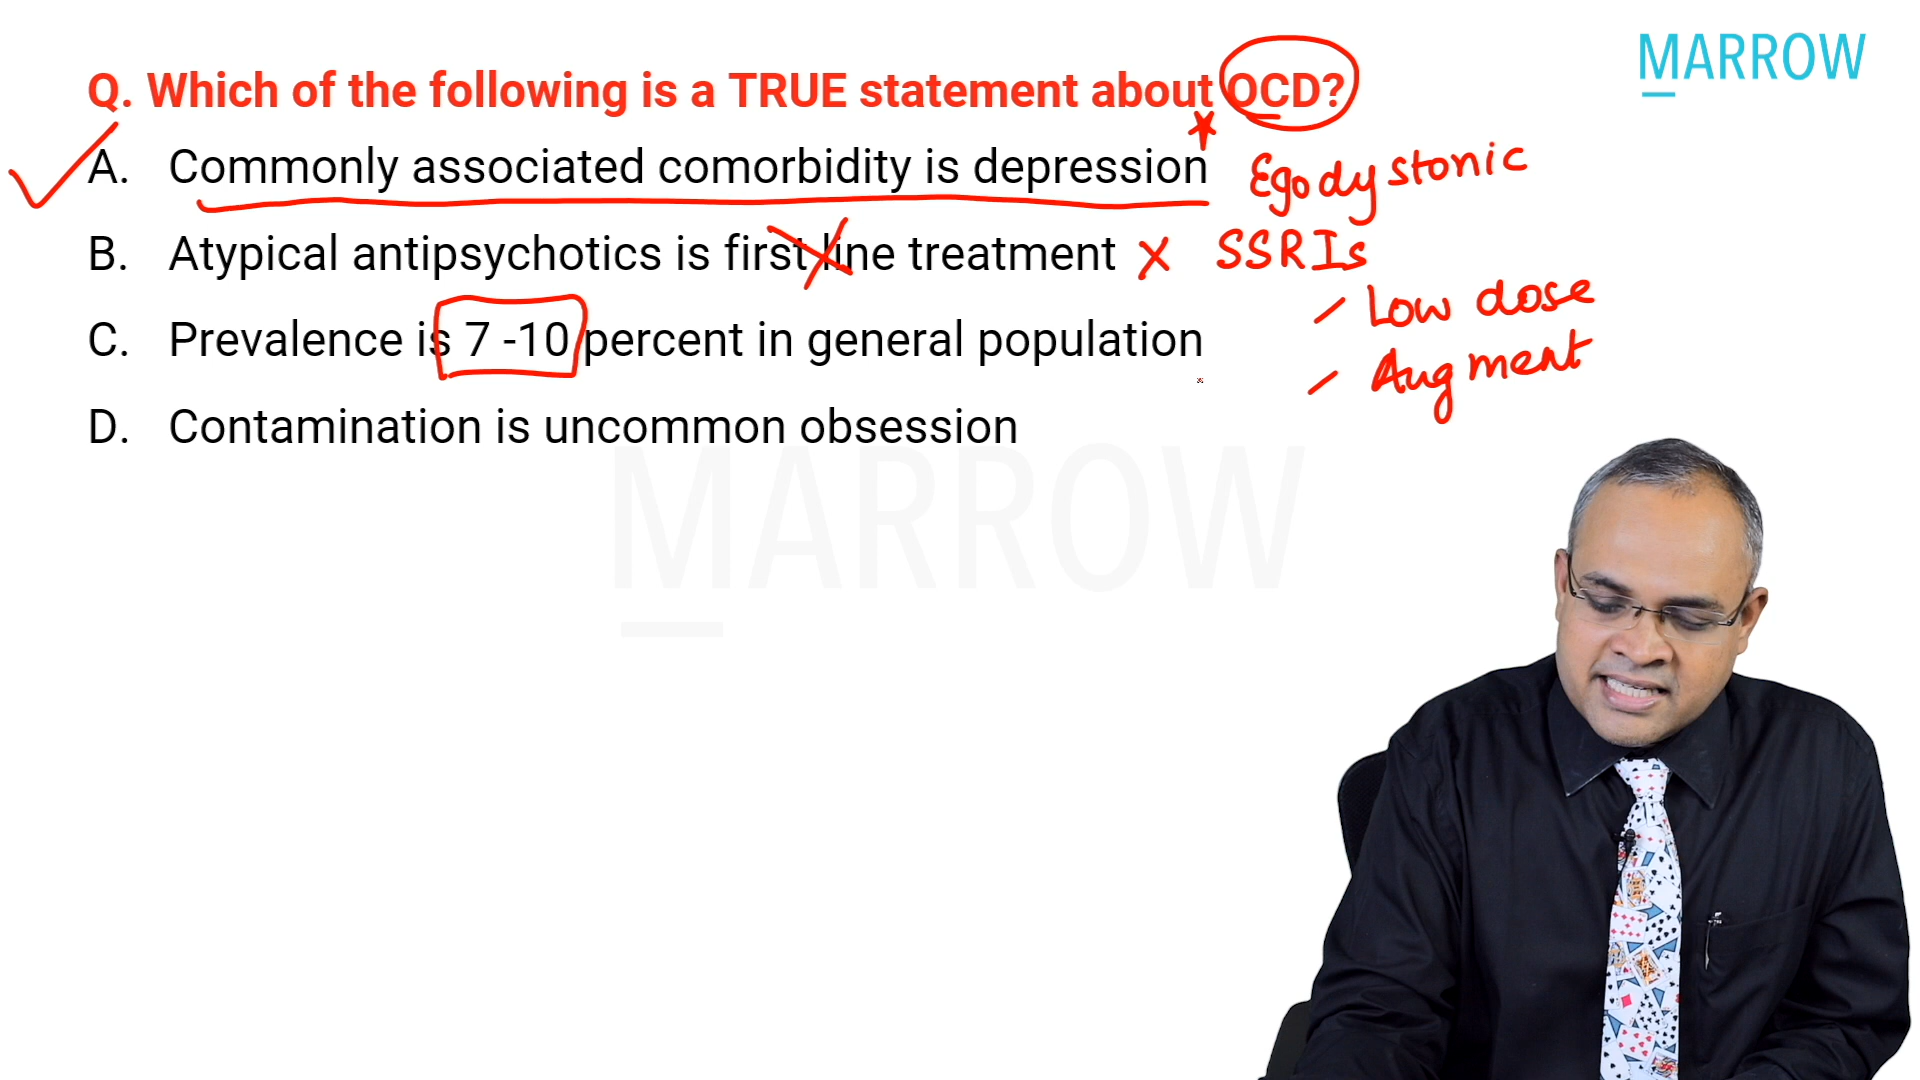 MARROW
Q. Which of the following is a TRUE statement about OCD?
A. Commonly associated comorbidity is depression
Egodystonic
B. Atypical antipsychotics is first line treatment X SSRIs
Low dose
C. Prevalence is 7 -10 percent in general population
Augment
D. Contamination is uncommon obsession
MARROW